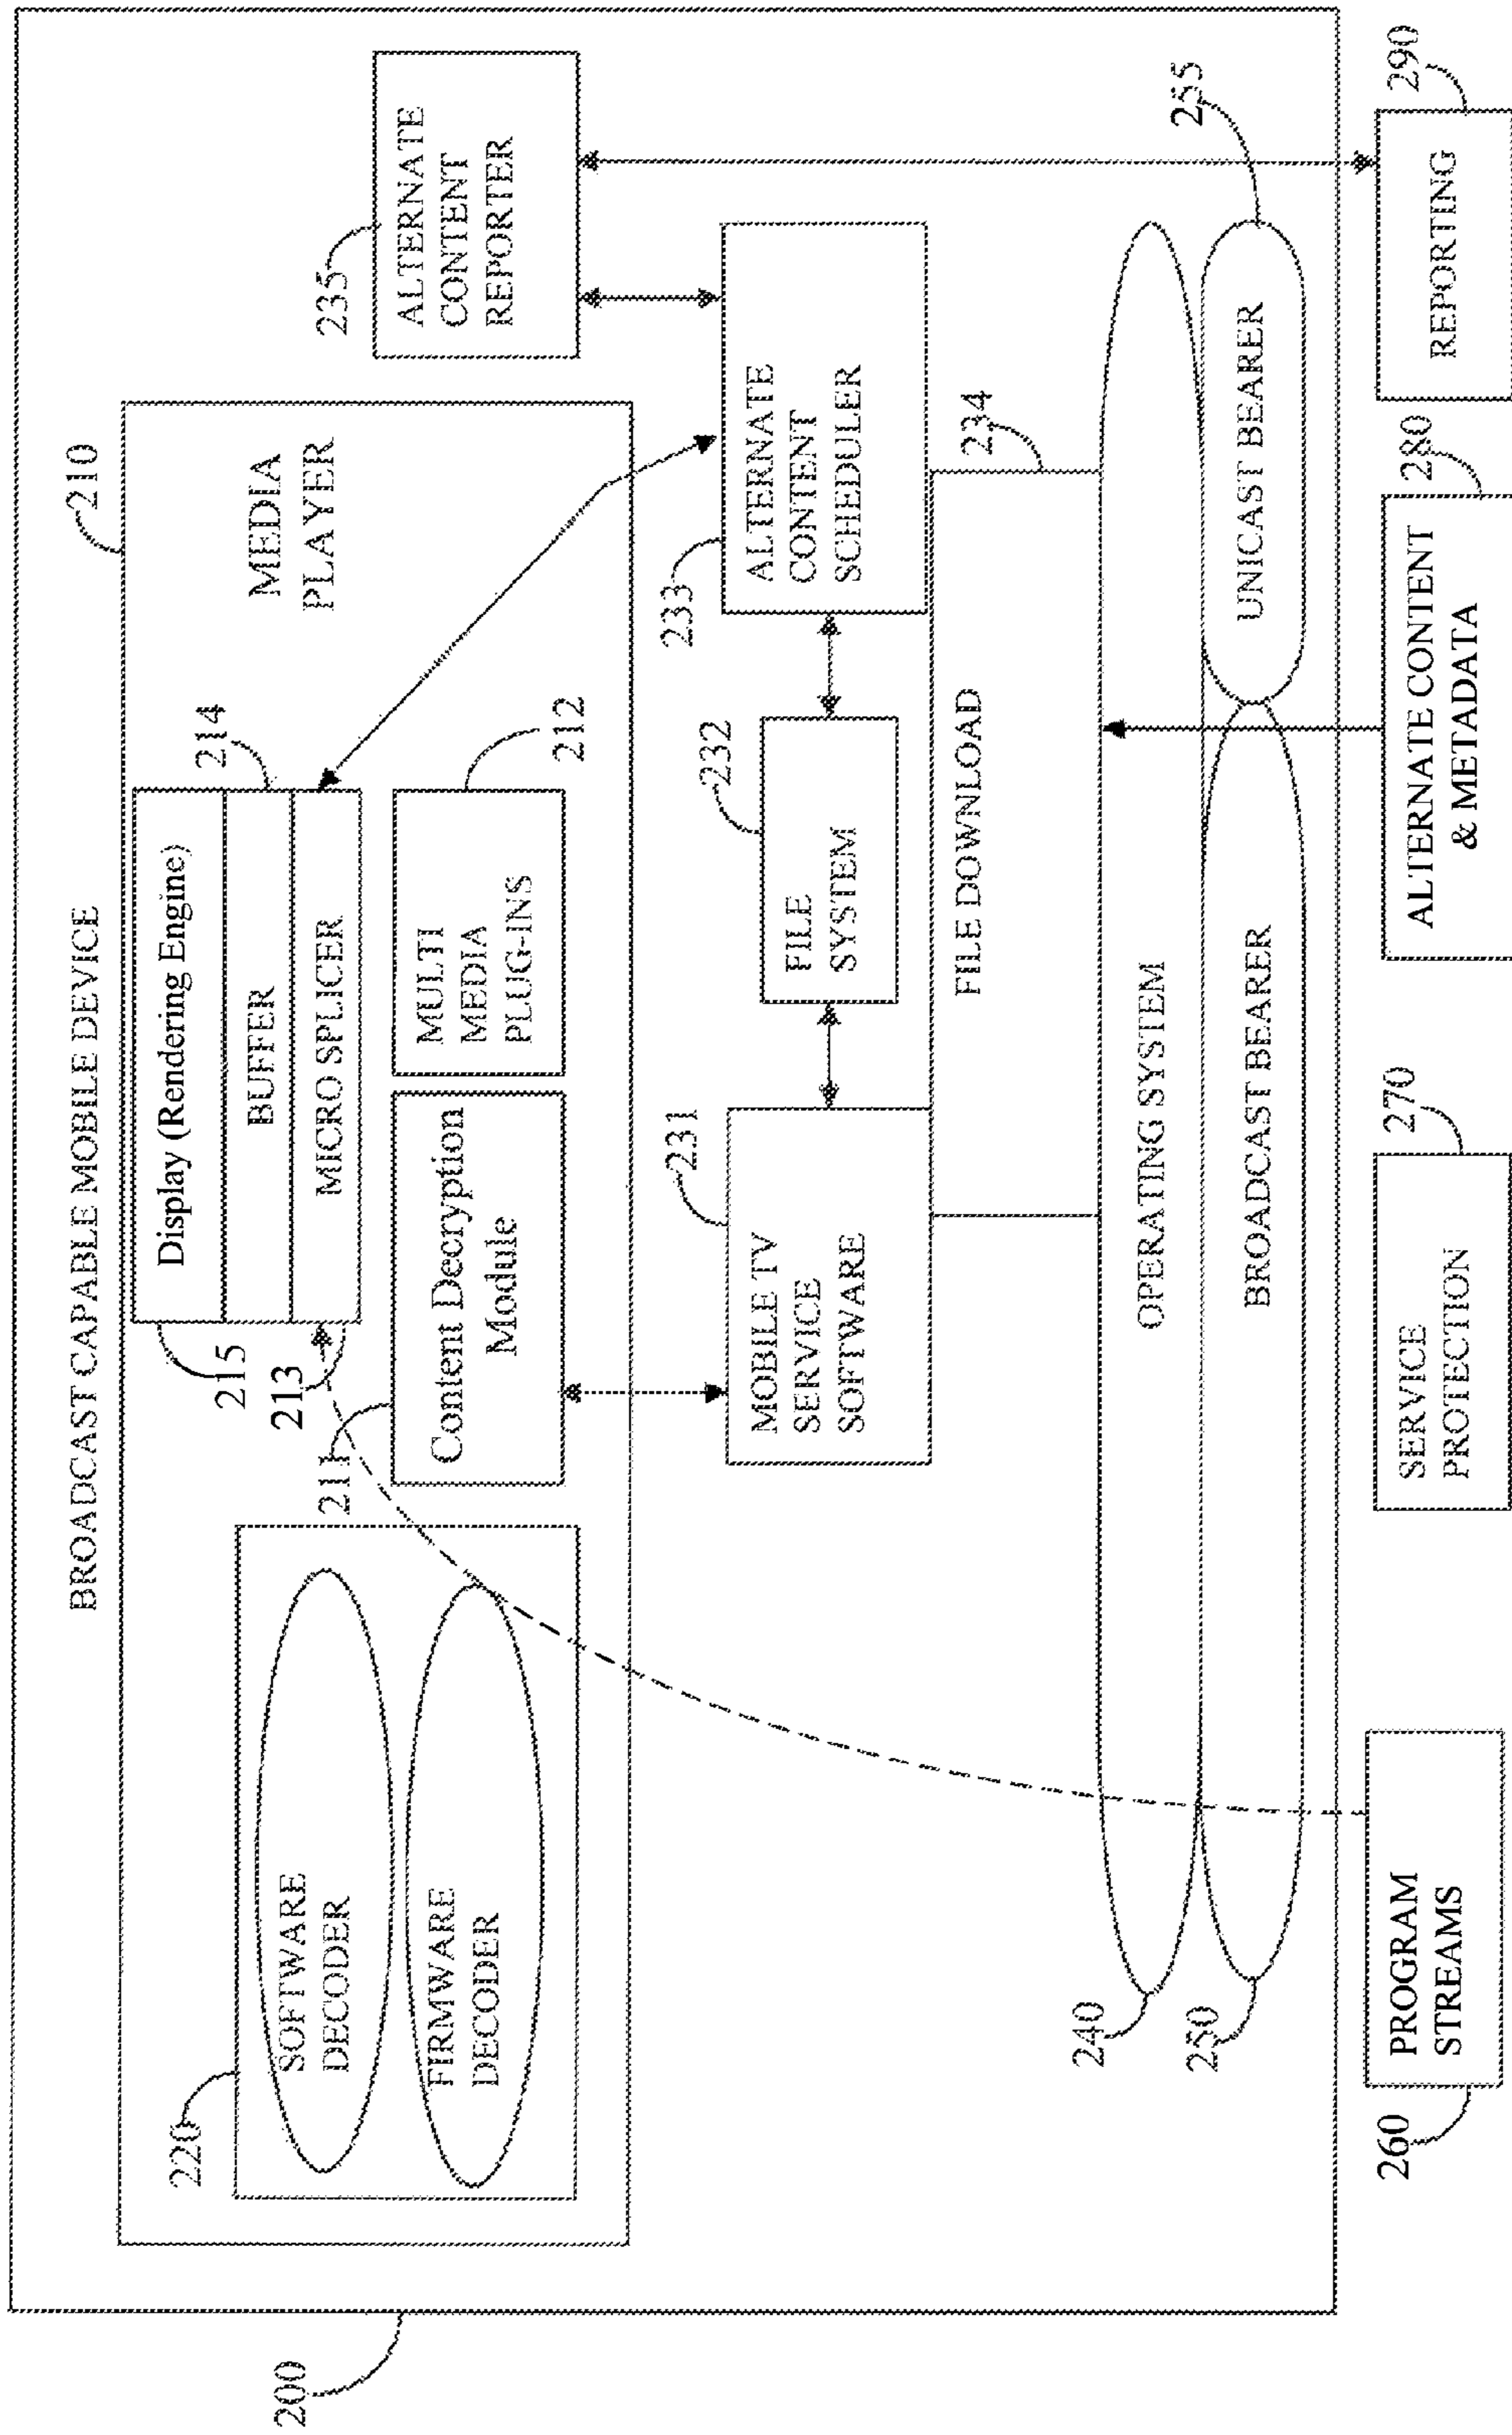 BROADCAST CAPABLE MOBILE DEVICE
200
210
MEDIA
PLAYER
220
SOFTWARE
DECODER
FIRMWARE
DECODER
215
Display (Rendering Engine)
214
BUFFER
213
MICRO SPLICER
211
Content Decryption
Module
212
MULTI
MEDIA
PLUG-INS
235
ALTERNATE
CONTENT
REPORTER
231
MOBILE TV
SERVICE
SOFTWARE
232
FILE
SYSTEM
233
ALTERNATE
CONTENT
SCHEDULER
234
FILE DOWNLOAD
240
OPERATING SYSTEM
250
BROADCAST BEARER
255
UNICAST BEARER
260
PROGRAM
STREAMS
270
SERVICE
PROTECTION
280
ALTERNATE CONTENT
& METADATA
290
REPORTING